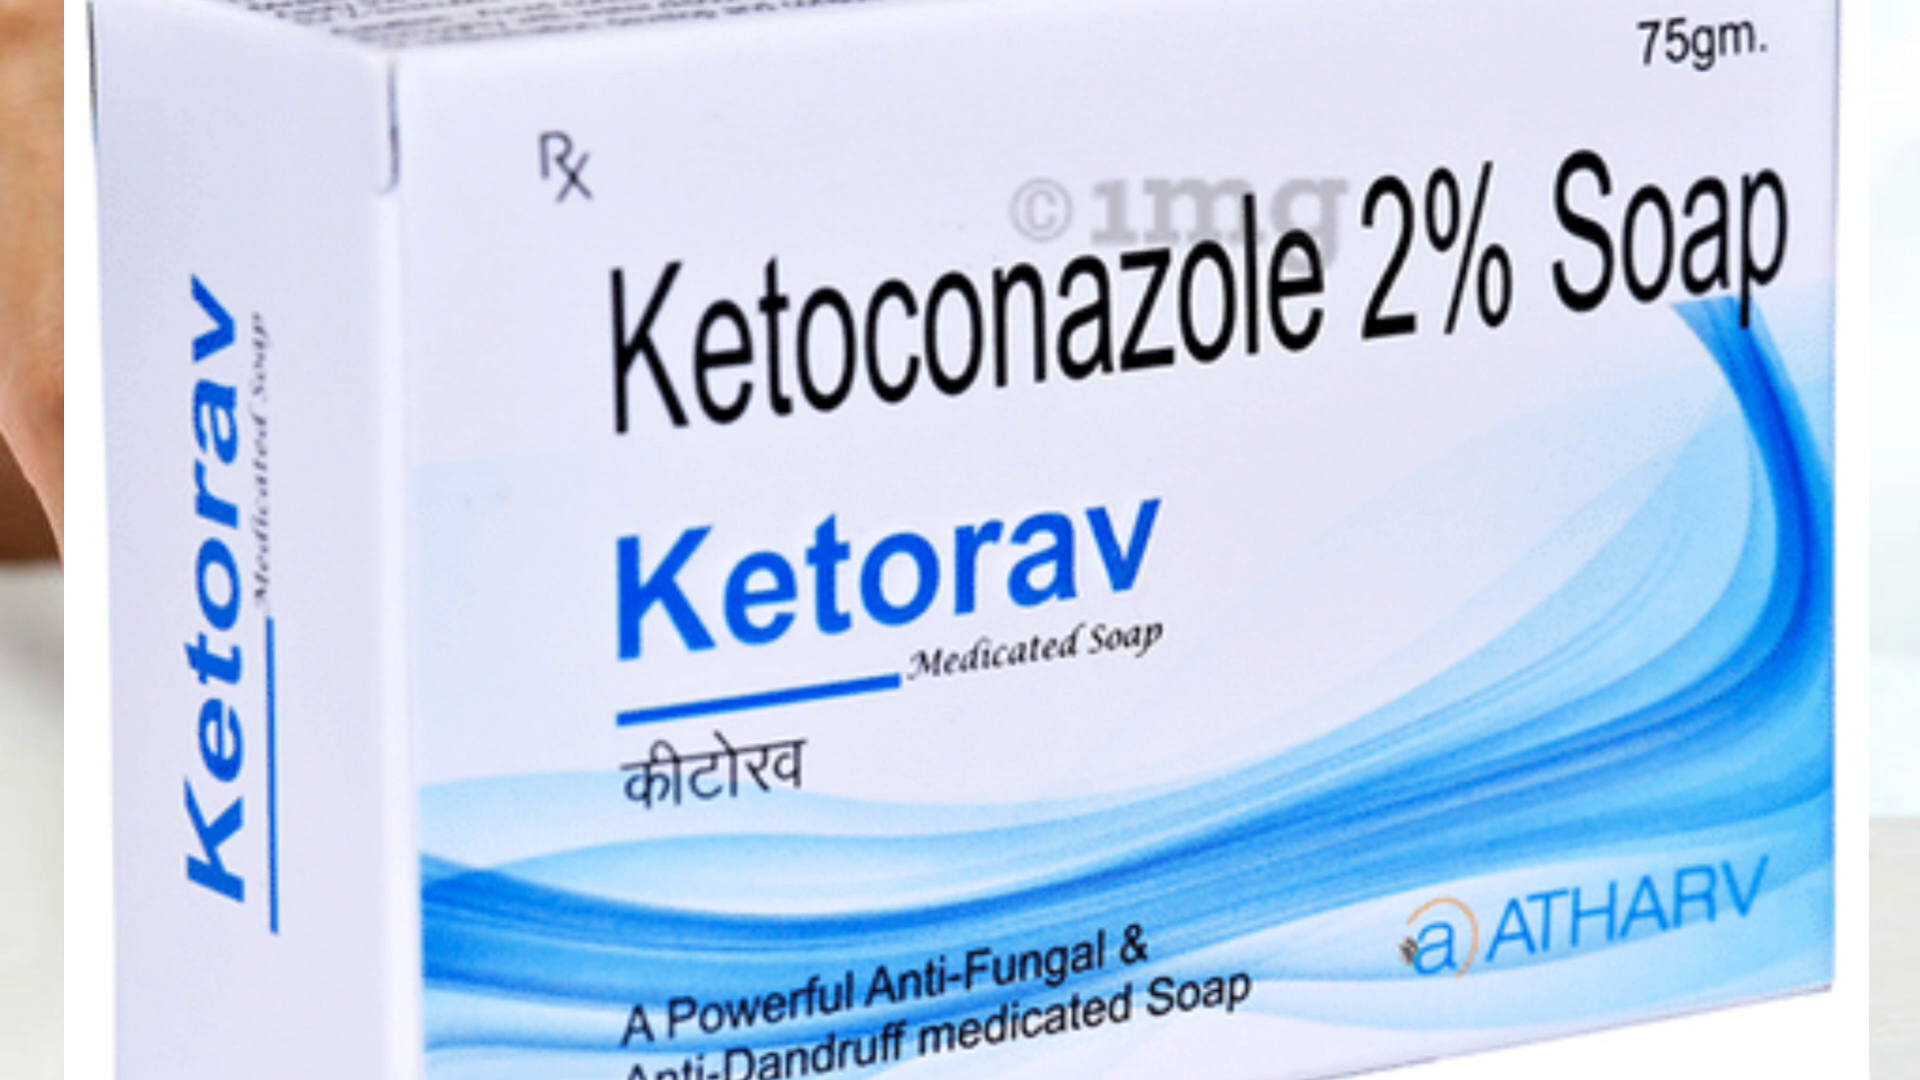 75gm.
Rx
©1mg
Ketoconazole 2% Soap
Ketorav
Medicated Soap
कीटोरव
A Powerful Anti-Fungal &
Anti-Dandruff medicated Soap
a ATHARV
Ketorav
Medicated Soap